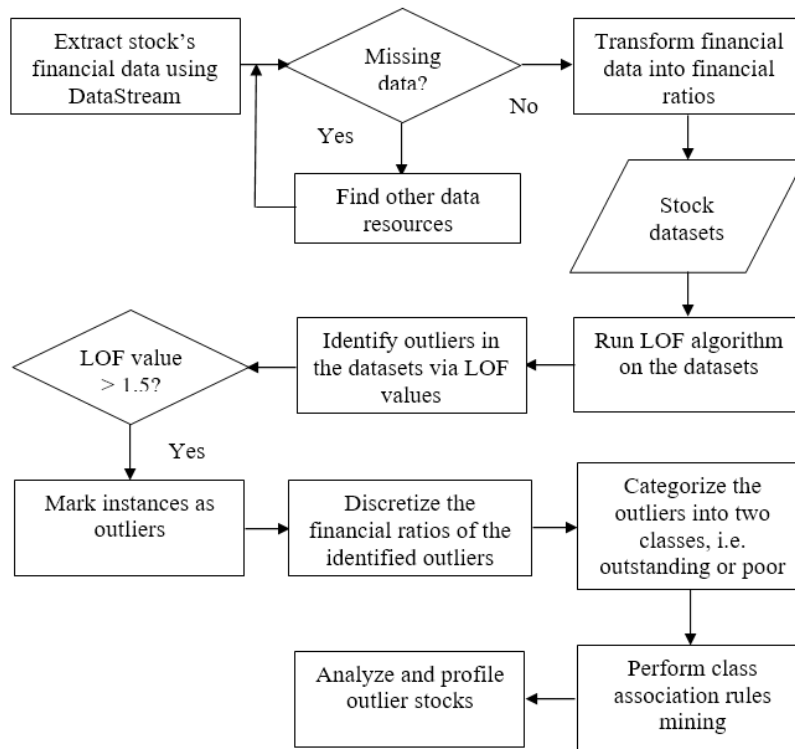 Extract stock's
financial data using
DataStream
Missing
data?
No
Yes
Transform financial
data into financial
ratios
Find other data
resources
Stock
datasets
Run LOF algorithm
on the datasets
Identify outliers in
the datasets via LOF
values
LOF value
> 1.5?
Yes
Mark instances as
outliers
Discretize the
financial ratios of the
identified outliers
Categorize the
outliers into two
classes, i.e.
outstanding or poor
Perform class
association rules
mining
Analyze and profile
outlier stocks